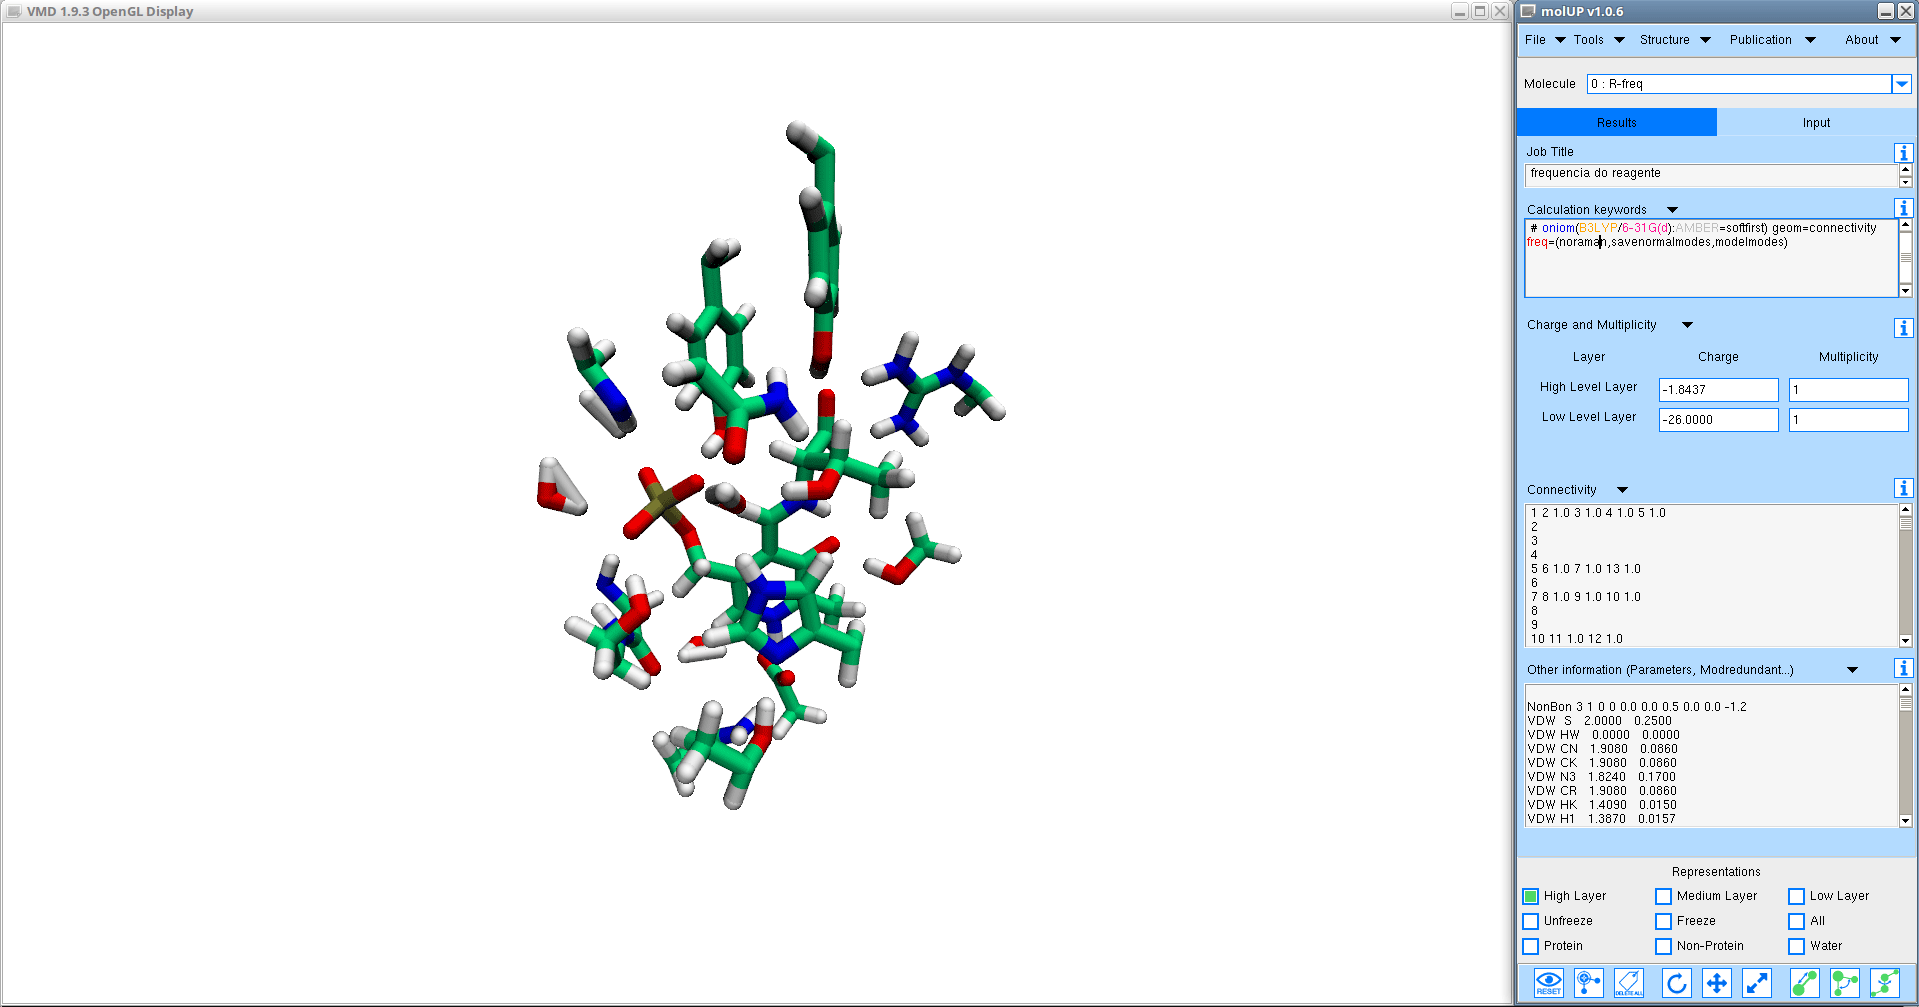 VMD 1.9.3 OpenGL Display
molUP v1.0.6
File Tools Structure Publication About
Molecule 0 : R-freq
Results Input
Job Title
frequencia do reagente
Calculation keywords
# oniom(B3LYP/6-31G(d):AMBER=softfirst) geom=connectivity
freq=(noraman,savenormalmodes,modelmodes)
Charge and Multiplicity
Layer Charge Multiplicity
High Level Layer -1.8437 1
Low Level Layer -26.0000 1
Connectivity
1 2 1.0 3 1.0 4 1.0 5 1.0
2
3
4
5 6 1.0 7 1.0 13 1.0
6
7 8 1.0 9 1.0 10 1.0
8
9
10 11 1.0 12 1.0
Other information (Parameters, Modredundant...)
NonBon 3 1 0 0 0.0 0.0 0.5 0.0 0.0 -1.2
VDW S 2.0000 0.2500
VDW HW 0.0000 0.0000
VDW CN 1.9080 0.0860
VDW CK 1.9080 0.0860
VDW N3 1.8240 0.1700
VDW CR 1.9080 0.0860
VDW HK 1.4090 0.0150
VDW H1 1.3870 0.0157
Representations
High Layer Medium Layer Low Layer
Unfreeze Freeze All
Protein Non-Protein Water
RESET DELETE ALL